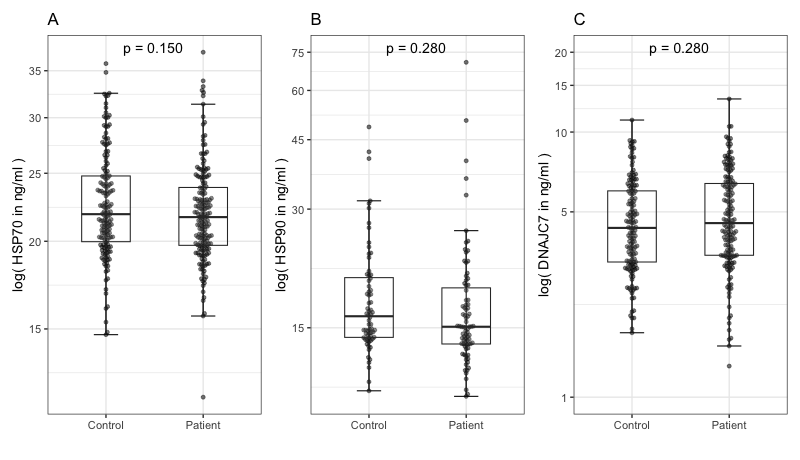 A
p = 0.150
log( HSP70 in ng/ml )
35
30
25
20
15
Control
Patient
B
p = 0.280
log( HSP90 in ng/ml )
75
60
45
30
15
Control
Patient
C
p = 0.280
log( DNAJC7 in ng/ml )
20
15
10
5
1
Control
Patient